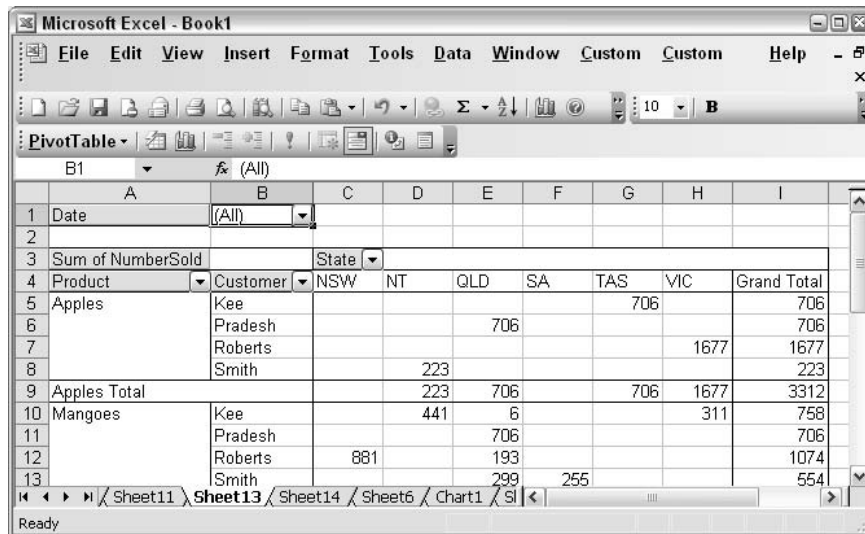 Microsoft Excel - Book1
File Edit View Insert Format Tools Data Window Custom Custom Help
10 B
PivotTable
B1 fx (All)
A B C D E F G H I
1 Date (All)
2
3 Sum of NumberSold State
4 Product Customer NSW NT QLD SA TAS VIC Grand Total
5 Apples Kee 706 706
6 Pradesh 706 706
7 Roberts 1677 1677
8 Smith 223 223
9 Apples Total 223 706 706 1677 3312
10 Mangoes Kee 441 6 311 758
11 Pradesh 706 706
12 Roberts 881 193 1074
13 Smith 299 255 554
Sheet11 Sheet13 Sheet14 Sheet6 Chart1
Ready